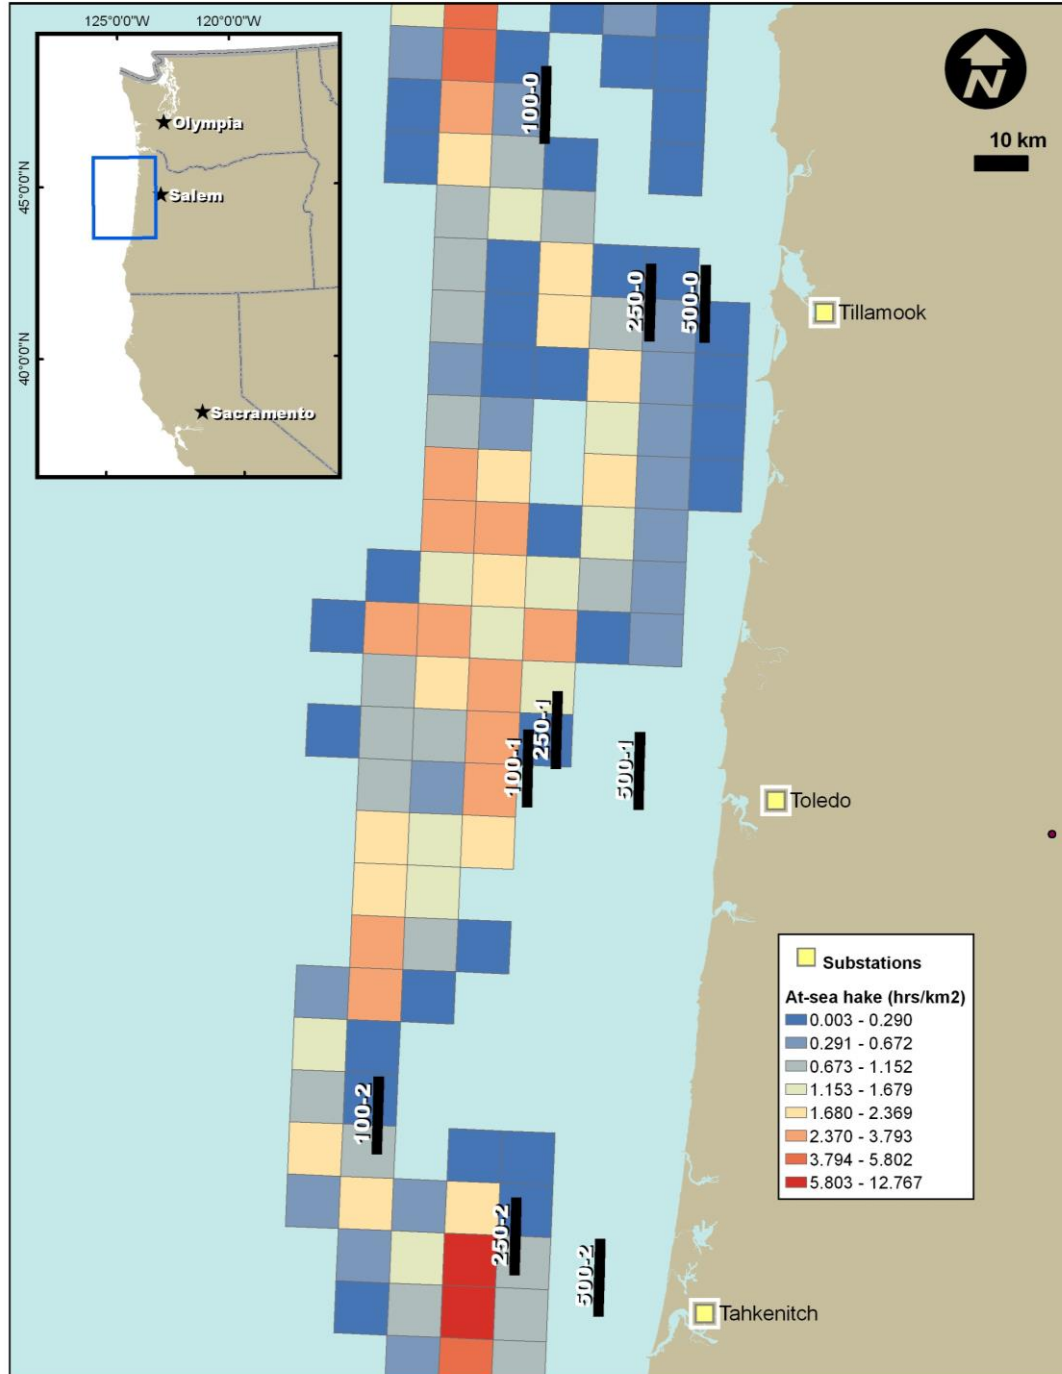 125°0'0"W 120°0'0"W
45°0'0"N
40°0'0"N
Olympia
Salem
Sacramento
N
10 km
100-0
250-0
500-0
Tillamook
250-1
100-1
500-1
Toledo
100-2
250-2
500-2
Tahkenitch
Substations
At-sea hake (hrs/km2)
0.003 - 0.290
0.291 - 0.672
0.673 - 1.152
1.153 - 1.679
1.680 - 2.369
2.370 - 3.793
3.794 - 5.802
5.803 - 12.767